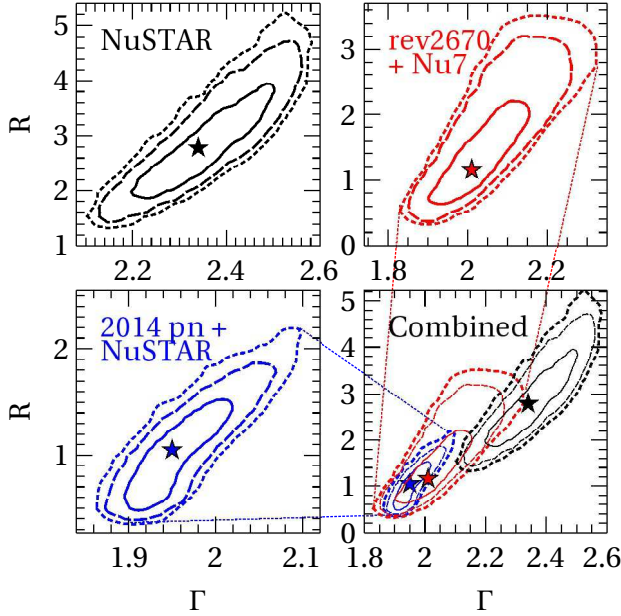 NuSTAR
5
4
3
2
1
R
2.2 2.4 2.6
rev2670
+ Nu7
3
2
1
0
1.8 2 2.2
2014 pn +
NuSTAR
2
1
R
1.9 2 2.1
Γ
Combined
5
4
3
2
1
0
1.8 2 2.2 2.4 2.6
Γ